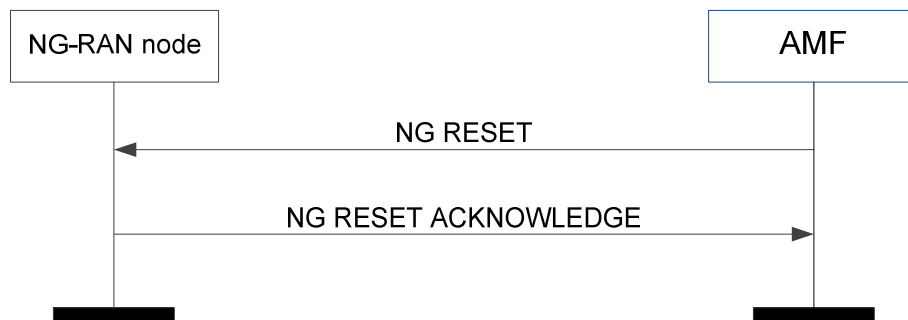 NG-RAN node
AMF
NG RESET
NG RESET ACKNOWLEDGE